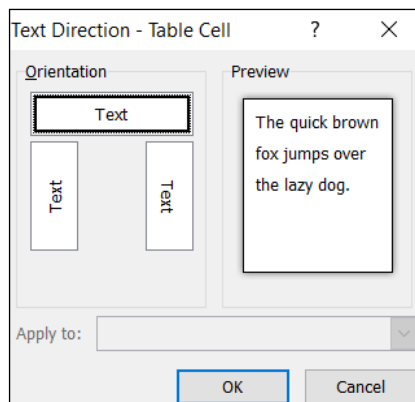 Text Direction - Table Cell ?
Orientation
Preview
Text
Text
Text
The quick brown
fox jumps over
the lazy dog.
Apply to:
OK
Cancel